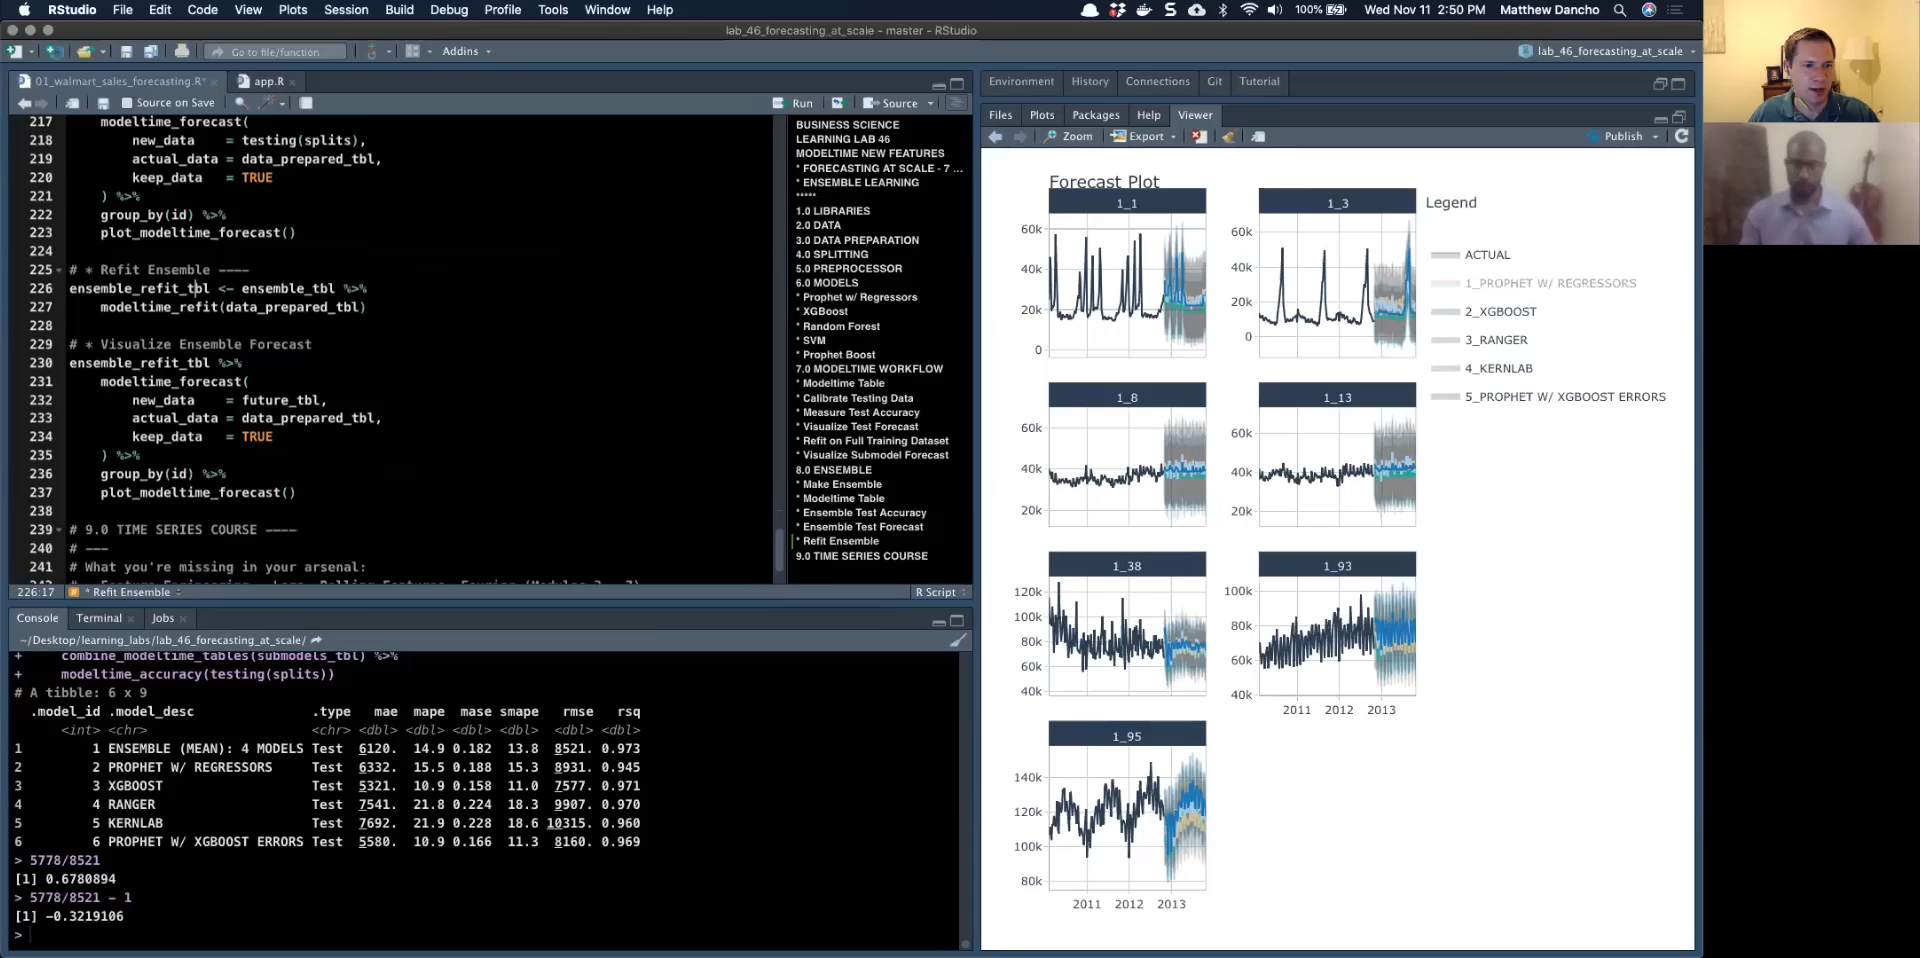 RStudio File Edit Code View Plots Session Build Debug Profile Tools Window Help 100% Wed Nov 11 2:50 PM Matthew Dancho
lab_46_forecasting_at_scale - master - RStudio
Go to file/function Addins lab_46_forecasting_at_scale
01_walmart_sales_forecasting.R* app.R
Source on Save Run Source
217 modeltime_forecast(
218 new_data = testing(splits),
219 actual_data = data_prepared_tbl,
220 keep_data = TRUE
221 ) %>%
222 group_by(id) %>%
223 plot_modeltime_forecast()
224
225 # * Refit Ensemble ----
226 ensemble_refit_tbl <- ensemble_tbl %>%
227 modeltime_refit(data_prepared_tbl)
228
229 # * Visualize Ensemble Forecast
230 ensemble_refit_tbl %>%
231 modeltime_forecast(
232 new_data = future_tbl,
233 actual_data = data_prepared_tbl,
234 keep_data = TRUE
235 ) %>%
236 group_by(id) %>%
237 plot_modeltime_forecast()
238
239 # 9.0 TIME SERIES COURSE ----
240 # ---
241 # What you're missing in your arsenal:
226:17 * Refit Ensemble R Script
BUSINESS SCIENCE
LEARNING LAB 46
MODELTIME NEW FEATURES
* FORECASTING AT SCALE - 7 ...
* ENSEMBLE LEARNING
*****
1.0 LIBRARIES
2.0 DATA
3.0 DATA PREPARATION
4.0 SPLITTING
5.0 PREPROCESSOR
6.0 MODELS
* Prophet w/ Regressors
* XGBoost
* Random Forest
* SVM
* Prophet Boost
7.0 MODELTIME WORKFLOW
* Modeltime Table
* Calibrate Testing Data
* Measure Test Accuracy
* Visualize Test Forecast
* Refit on Full Training Dataset
* Visualize Submodel Forecast
8.0 ENSEMBLE
* Make Ensemble
* Modeltime Table
* Ensemble Test Accuracy
* Ensemble Test Forecast
* Refit Ensemble
9.0 TIME SERIES COURSE
Console Terminal Jobs
~/Desktop/learning_labs/lab_46_forecasting_at_scale/
+ combine_modeltime_tables(submodels_tbl) %>%
+ modeltime_accuracy(testing(splits))
# A tibble: 6 x 9
.model_id .model_desc .type mae mape mase smape rmse rsq
<int> <chr> <chr> <dbl> <dbl> <dbl> <dbl> <dbl> <dbl>
1 1 ENSEMBLE (MEAN): 4 MODELS Test 6120. 14.9 0.182 13.8 8521. 0.973
2 2 PROPHET W/ REGRESSORS Test 6332. 15.5 0.188 15.3 8931. 0.945
3 3 XGBOOST Test 5321. 10.9 0.158 11.0 7577. 0.971
4 4 RANGER Test 7541. 21.8 0.224 18.3 9907. 0.970
5 5 KERNLAB Test 7692. 21.9 0.228 18.6 10315. 0.960
6 6 PROPHET W/ XGBOOST ERRORS Test 5580. 10.9 0.166 11.3 8160. 0.969
> 5778/8521
[1] 0.6780894
> 5778/8521 - 1
[1] -0.3219106
>
Environment History Connections Git Tutorial
Files Plots Packages Help Viewer
Zoom Export Publish
Forecast Plot
1_1
60k
40k
20k
0
1_3
60k
40k
20k
0
1_8
60k
40k
20k
1_13
60k
40k
20k
1_38
120k
100k
80k
60k
40k
1_93
100k
80k
60k
40k
2011 2012 2013
1_95
140k
120k
100k
80k
2011 2012 2013
Legend
ACTUAL
1_PROPHET W/ REGRESSORS
2_XGBOOST
3_RANGER
4_KERNLAB
5_PROPHET W/ XGBOOST ERRORS